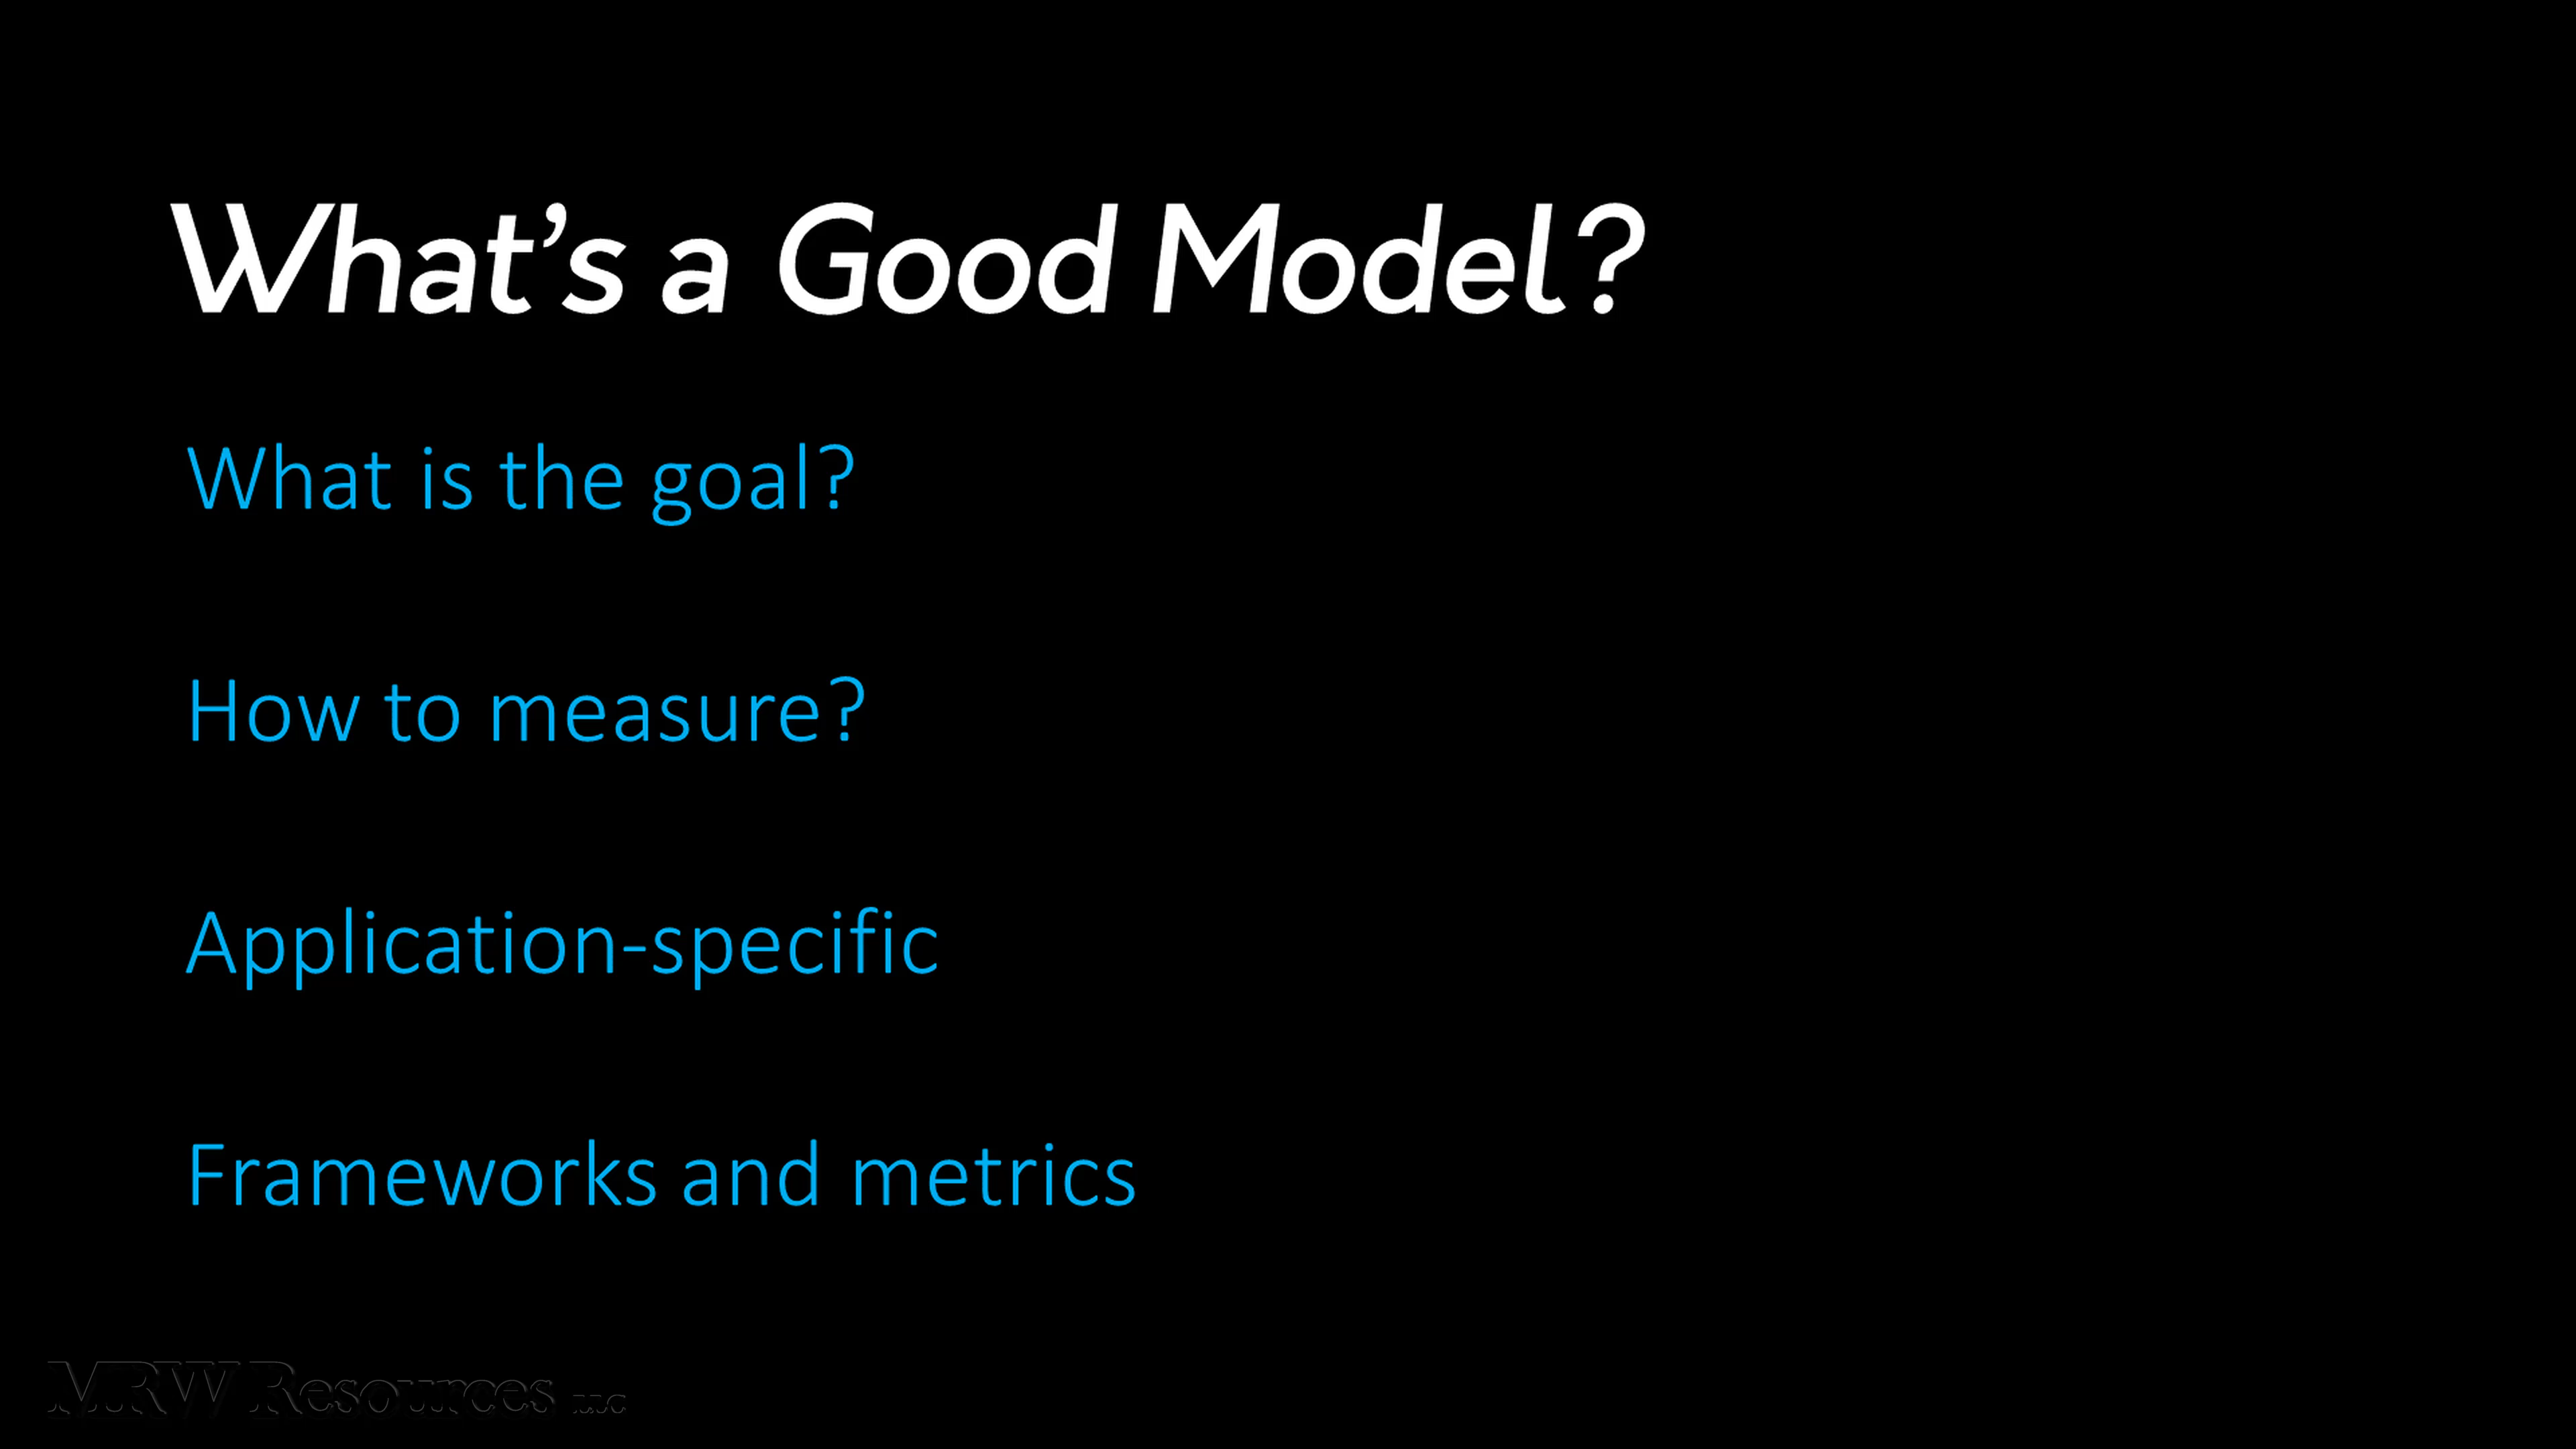 What’s a Good Model?
What is the goal?
How to measure?
Application-specific
Frameworks and metrics
MRW Resources LLC